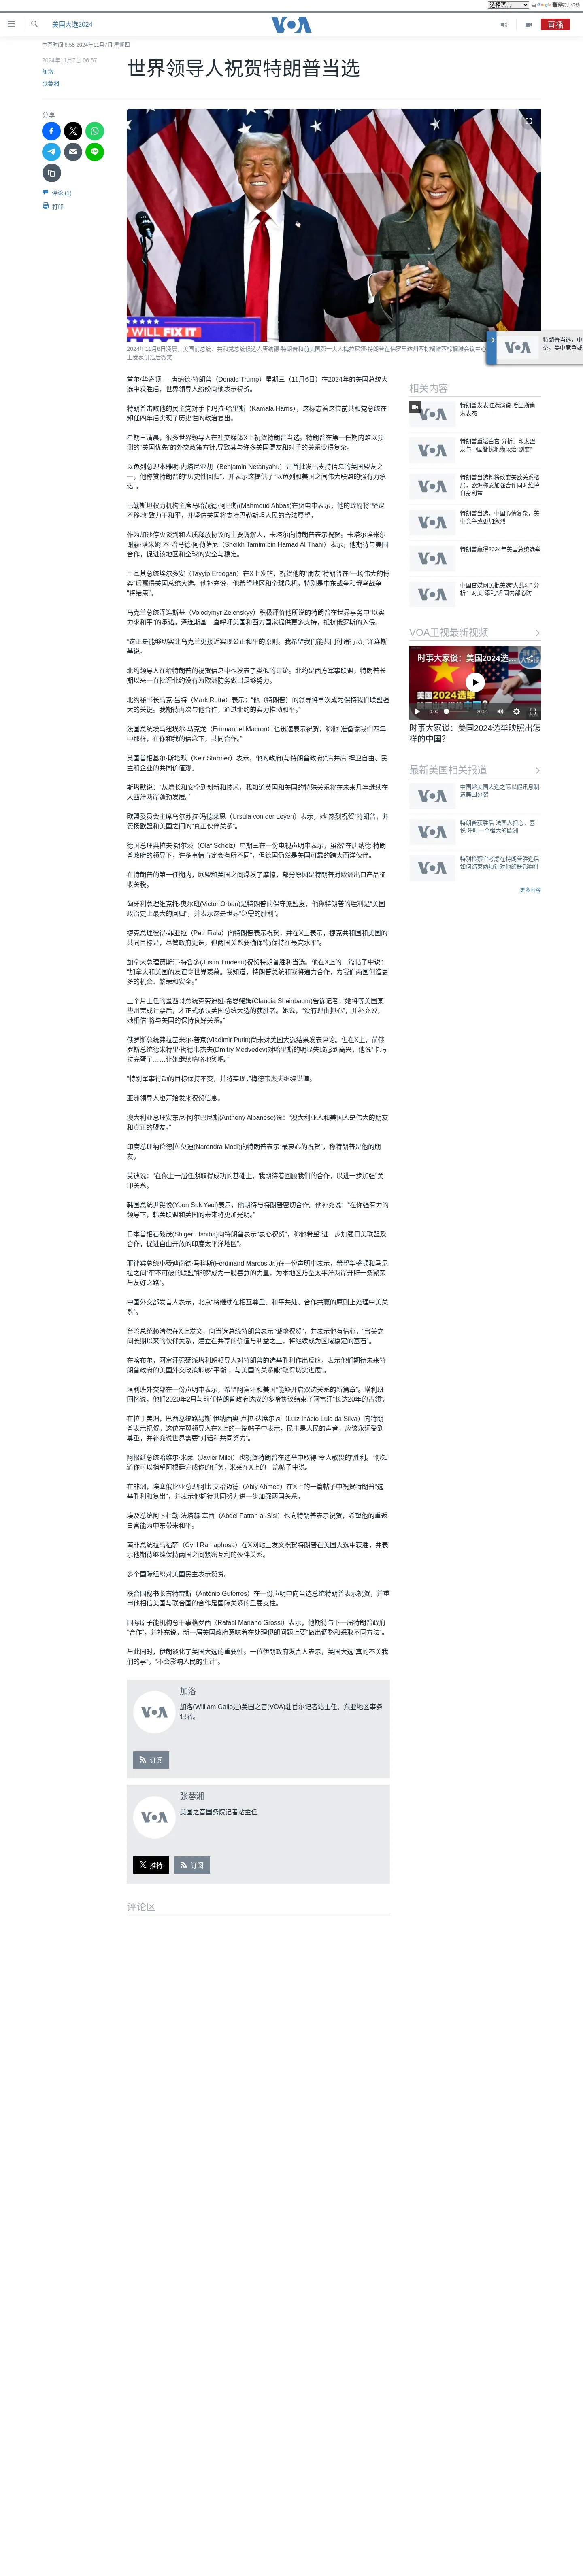 选择语言
由 Google 翻译强力驱动
美国大选2024
VOA
直播
中国时间 8:55 2024年11月7日 星期四
2024年11月7日 06:57
加洛
张蓉湘
世界领导人祝贺特朗普当选
分享
评论 (1)
打印
WILL FIX IT
2024年11月6日凌晨，美国前总统、共和党总统候选人唐纳德·特朗普和前美国第一夫人梅拉尼娅·特朗普在佛罗里达州西棕榈滩西棕榈滩会议中心
上发表讲话后微笑.
特朗普当选，中
杂，美中竞争或
首尔/华盛顿 — 唐纳德·特朗普（Donald Trump）星期三（11月6日）在2024年的美国总统大
选中获胜后，世界领导人纷纷向他表示祝贺。
特朗普击败他的民主党对手卡玛拉·哈里斯（Kamala Harris），这标志着这位前共和党总统在
卸任四年后实现了历史性的政治复出。
星期三清晨，很多世界领导人在社交媒体X上祝贺特朗普当选。特朗普在第一任期内难以预
测的“美国优先”的外交政策方针,导致其与许多美国盟友和对手的关系变得复杂。
以色列总理本雅明·内塔尼亚胡（Benjamin Netanyahu）是首批发出支持信息的美国盟友之
一，他称赞特朗普的“历史性回归”，并表示这提供了“以色列和美国之间伟大联盟的强有力承
诺”。
巴勒斯坦权力机构主席马哈茂德·阿巴斯(Mahmoud Abbas)在贺电中表示，他的政府将“坚定
不移地”致力于和平，并坚信美国将支持巴勒斯坦人民的合法愿望。
作为加沙停火谈判和人质释放协议的主要调解人，卡塔尔向特朗普表示祝贺。卡塔尔埃米尔
谢赫·塔米姆·本·哈马德·阿勒萨尼（Sheikh Tamim bin Hamad Al Thani）表示，他期待与美国
合作，促进该地区和全球的安全与稳定。
土耳其总统埃尔多安（Tayyip Erdogan）在X上发帖，祝贺他的“朋友”特朗普在“一场伟大的博
弈”后赢得美国总统大选。他补充说，他希望地区和全球危机，特别是中东战争和俄乌战争
“将结束”。
乌克兰总统泽连斯基（Volodymyr Zelenskyy）积极评价他所说的特朗普在世界事务中“以实
力求和平”的承诺。泽连斯基一直呼吁美国和西方国家提供更多支持，抵抗俄罗斯的入侵。
“这正是能够切实让乌克兰更接近实现公正和平的原则。我希望我们能共同付诸行动，”泽连斯
基说。
北约领导人在给特朗普的祝贺信息中也发表了类似的评论。北约是西方军事联盟，特朗普长
期以来一直批评北约没有为欧洲防务做出足够努力。
北约秘书长马克·吕特（Mark Rutte）表示：“他（特朗普）的领导将再次成为保持我们联盟强
大的关键。我期待再次与他合作，通过北约的实力推动和平。”
法国总统埃马纽埃尔·马克龙（Emmanuel Macron）也迅速表示祝贺，称他“准备像我们四年
中那样，在你和我的信念下，共同合作。”
英国首相基尔·斯塔默（Keir Starmer）表示，他的政府(与特朗普政府)“肩并肩”捍卫自由、民
主和企业的共同价值观。
斯塔默说：“从增长和安全到创新和技术，我知道英国和美国的特殊关系将在未来几年继续在
大西洋两岸蓬勃发展。”
欧盟委员会主席乌尔苏拉·冯德莱恩（Ursula von der Leyen）表示，她“热烈祝贺”特朗普，并
赞扬欧盟和美国之间的“真正伙伴关系”。
德国总理奥拉夫·朔尔茨（Olaf Scholz）星期三在一份电视声明中表示，虽然“在唐纳德·特朗
普政府的领导下，许多事情肯定会有所不同”，但德国仍然是美国可靠的跨大西洋伙伴。
在特朗普的第一任期内，欧盟和美国之间爆发了摩擦，部分原因是特朗普对欧洲出口产品征
收关税。
匈牙利总理维克托·奥尔班(Victor Orban)是特朗普的保守派盟友，他称特朗普的胜利是“美国
政治史上最大的回归”，并表示这是世界“急需的胜利”。
捷克总理彼得·菲亚拉（Petr Fiala）向特朗普表示祝贺，并在X上表示，捷克共和国和美国的
共同目标是，尽管政府更迭，但两国关系要确保“仍保持在最高水平”。
加拿大总理贾斯汀·特鲁多(Justin Trudeau)祝贺特朗普胜利当选。他在X上的一篇帖子中说：
“加拿大和美国的友谊令世界羡慕。我知道，特朗普总统和我将通力合作，为我们两国创造更
多的机会、繁荣和安全。”
上个月上任的墨西哥总统克劳迪娅·希恩鲍姆(Claudia Sheinbaum)告诉记者，她将等美国某
些州完成计票后，才正式承认美国总统大选的获胜者。她说，“没有理由担心”，并补充说，
她相信“将与美国的保持良好关系。”
俄罗斯总统弗拉基米尔·普京(Vladimir Putin)尚未对美国大选结果发表评论。但在X上，前俄
罗斯总统德米特里·梅德韦杰夫(Dmitry Medvedev)对哈里斯的明显失败感到高兴，他说“卡玛
拉完蛋了……让她继续咯咯地笑吧。”
“特别军事行动的目标保持不变，并将实现，”梅德韦杰夫继续说道。
亚洲领导人也开始发来祝贺信息。
澳大利亚总理安东尼·阿尔巴尼斯(Anthony Albanese)说：“澳大利亚人和美国人是伟大的朋友
和真正的盟友。”
印度总理纳伦德拉·莫迪(Narendra Modi)向特朗普表示“最衷心的祝贺”，称特朗普是他的朋
友。
莫迪说：“在你上一届任期取得成功的基础上，我期待着回顾我们的合作，以进一步加强”美
印关系。
韩国总统尹锡悦(Yoon Suk Yeol)表示，他期待与特朗普密切合作。他补充说：“在你强有力的
领导下，韩美联盟和美国的未来将更加光明。”
日本首相石破茂(Shigeru Ishiba)向特朗普表示“衷心祝贺”，称他希望“进一步加强日美联盟及
合作，促进自由开放的印度太平洋地区”。
菲律宾总统小费迪南德·马科斯(Ferdinand Marcos Jr.)在一份声明中表示，希望华盛顿和马尼
拉之间“牢不可破的联盟”能够“成为一股善意的力量，为本地区乃至太平洋两岸开辟一条繁荣
与友好之路”。
中国外交部发言人表示，北京“将继续在相互尊重、和平共处、合作共赢的原则上处理中美关
系”。
台湾总统赖清德在X上发文，向当选总统特朗普表示“诚挚祝贺”，并表示他有信心，“台美之
间长期以来的伙伴关系，建立在共享的价值与利益之上，将继续成为区域稳定的基石”。
在喀布尔，阿富汗强硬派塔利班领导人对特朗普的选举胜利作出反应，表示他们期待未来特
朗普政府的美国外交政策能够“平衡”，与美国的关系能“取得切实进展”。
塔利班外交部在一份声明中表示，希望阿富汗和美国“能够开启双边关系的新篇章”。塔利班
回忆说，他们2020年2月与前任特朗普政府达成的多哈协议结束了阿富汗“长达20年的占领”。
在拉丁美洲，巴西总统路易斯·伊纳西奥·卢拉·达席尔瓦（Luiz Inácio Lula da Silva）向特朗
普表示祝贺。这位左翼领导人在X上的一个帖子中表示，民主是人民的声音，应该永远受到
尊重，并补充说世界需要“对话和共同努力”。
阿根廷总统哈维尔·米莱（Javier Milei）也祝贺特朗普在选举中取得“令人敬畏的”胜利。“你知
道你可以指望阿根廷完成你的任务，”米莱在X上的一篇帖子中说。
在非洲，埃塞俄比亚总理阿比·艾哈迈德（Abiy Ahmed）在X上的一篇帖子中祝贺特朗普“选
举胜利和复出”，并表示他期待共同努力进一步加强两国关系。
埃及总统阿卜杜勒·法塔赫·塞西（Abdel Fattah al-Sisi）也向特朗普表示祝贺，希望他的重返
白宫能为中东带来和平。
南非总统拉马福萨（Cyril Ramaphosa）在X网站上发文祝贺特朗普在美国大选中获胜，并表
示他期待继续保持两国之间紧密互利的伙伴关系。
多个国际组织对美国民主表示赞赏。
联合国秘书长古特雷斯（António Guterres）在一份声明中向当选总统特朗普表示祝贺，并重
申他相信美国与联合国的合作是国际关系的重要支柱。
国际原子能机构总干事格罗西（Rafael Mariano Grossi）表示，他期待与下一届特朗普政府
“合作”，并补充说，新一届美国政府意味着在处理伊朗问题上要“做出调整和采取不同方法”。
与此同时，伊朗淡化了美国大选的重要性。一位伊朗政府发言人表示，美国大选“真的不关我
们的事”，“不会影响人民的生计”。
相关内容
特朗普发表胜选演说 哈里斯尚
未表态
特朗普重返白宫 分析：印太盟
友与中国皆忧地缘政治“剧变”
特朗普当选料将改变美欧关系格
局，欧洲称愿加强合作同时维护
自身利益
特朗普当选，中国心情复杂，美
中竞争或更加激烈
特朗普赢得2024年美国总统选举
中国官媒网民批美选“大乱斗” 分
析：对美“添乱”巩固内部心防
VOA卫视最新视频
时事大家谈：美国2024选...
美国2024选举
0:00
20:54
时事大家谈：美国2024选举映照出怎
样的中国?
最新美国相关报道
中国趁美国大选之际以假讯息制
造美国分裂
特朗普获胜后 法国人担心、喜
悦 呼吁一个强大的欧洲
特别检察官考虑在特朗普胜选后
如何结束两项针对他的联邦案件
更多内容
加洛
加洛(William Gallo是)美国之音(VOA)驻首尔记者站主任、东亚地区事务
记者。
订阅
张蓉湘
美国之音国务院记者站主任
推特
订阅
评论区